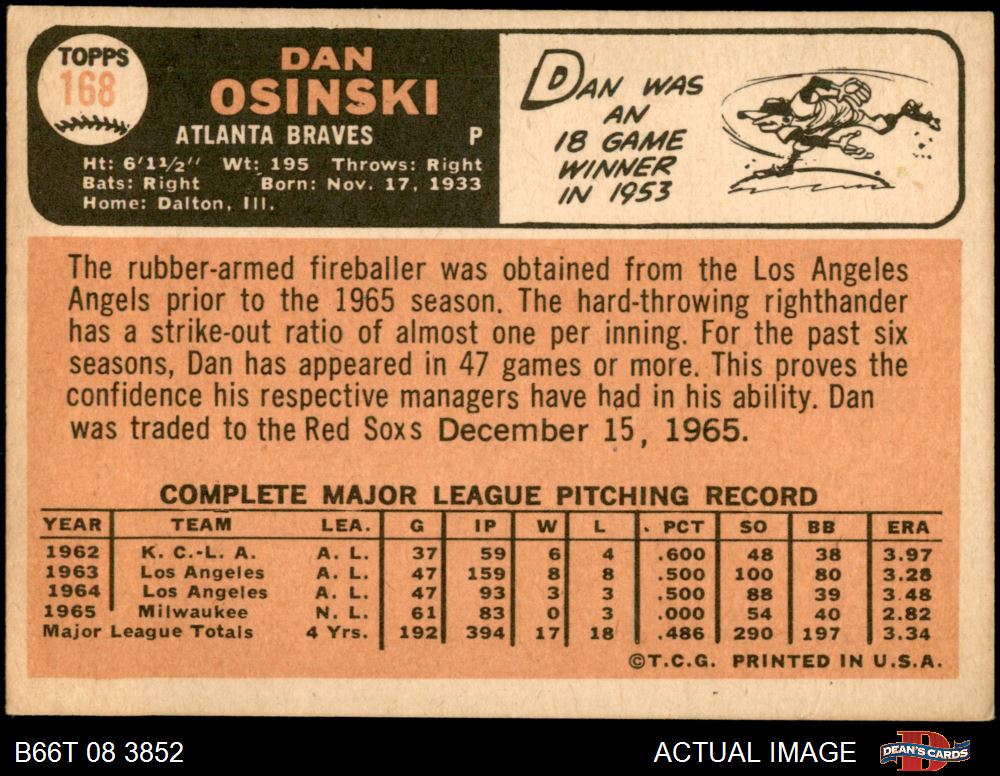 TOPPS
168
DAN
OSINSKI
ATLANTA BRAVES P
Ht: 6'1 1/2" Wt: 195 Throws: Right
Bats: Right Born: Nov. 17, 1933
Home: Dalton, Ill.
DAN WAS
AN
18 GAME
WINNER
IN 1953
The rubber-armed fireballer was obtained from the Los Angeles
Angels prior to the 1965 season. The hard-throwing righthander
has a strike-out ratio of almost one per inning. For the past six
seasons, Dan has appeared in 47 games or more. This proves the
confidence his respective managers have had in his ability. Dan
was traded to the Red Soxs December 15, 1965.
COMPLETE MAJOR LEAGUE PITCHING RECORD
YEAR TEAM LEA. G IP W L PCT SO BB ERA
1962 K. C.-L. A. A. L. 37 59 6 4 .600 48 38 3.97
1963 Los Angeles A. L. 47 159 8 8 .500 100 80 3.28
1964 Los Angeles A. L. 47 93 3 3 .500 88 39 3.48
1965 Milwaukee N. L. 61 83 0 3 .000 54 40 2.82
Major League Totals 4 Yrs. 192 394 17 18 .486 290 197 3.34
©T.C.G. PRINTED IN U.S.A.
B66T 08 3852 ACTUAL IMAGE DEAN'S CARDS